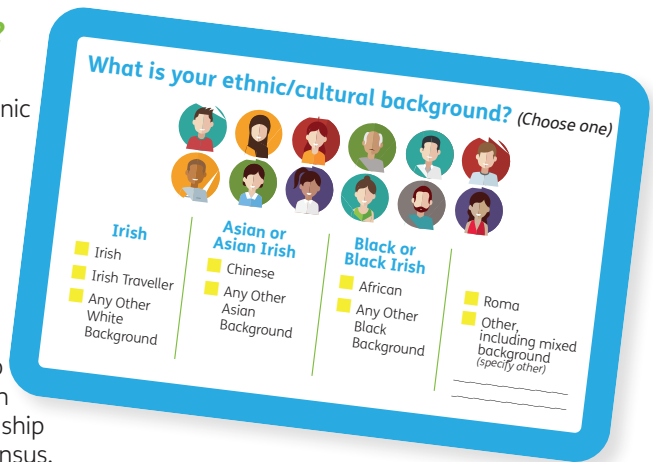 What is your ethnic/cultural background? (Choose one)
Irish
Irish
Irish Traveller
Any Other
White
Background
Asian or
Asian Irish
Chinese
Any Other
Asian
Background
Black or
Black Irish
African
Any Other
Black
Background
Roma
Other,
including mixed
background
(specify other)
nic
ship
nsus.